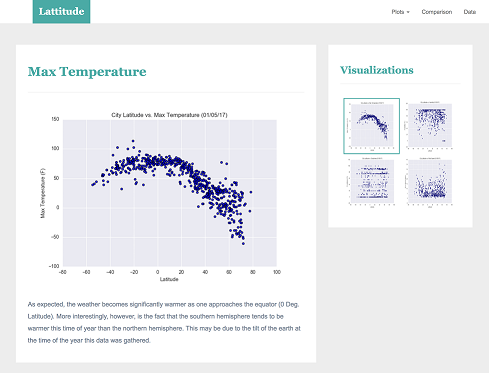 Lattitude
Plots
Comparison
Data
Max Temperature
City Latitude vs. Max Temperature (01/05/17)
150
100
50
0
−50
−100
Max Temperature (F)
−80 −60 −40 −20 0 20 40 60 80 100
Latitude
As expected, the weather becomes significantly warmer as one approaches the equator (0 Deg.
Latitude). More interestingly, however, is the fact that the southern hemisphere tends to be
warmer this time of year than the northern hemisphere. This may be due to the tilt of the earth at
the time of the year this data was gathered.
Visualizations